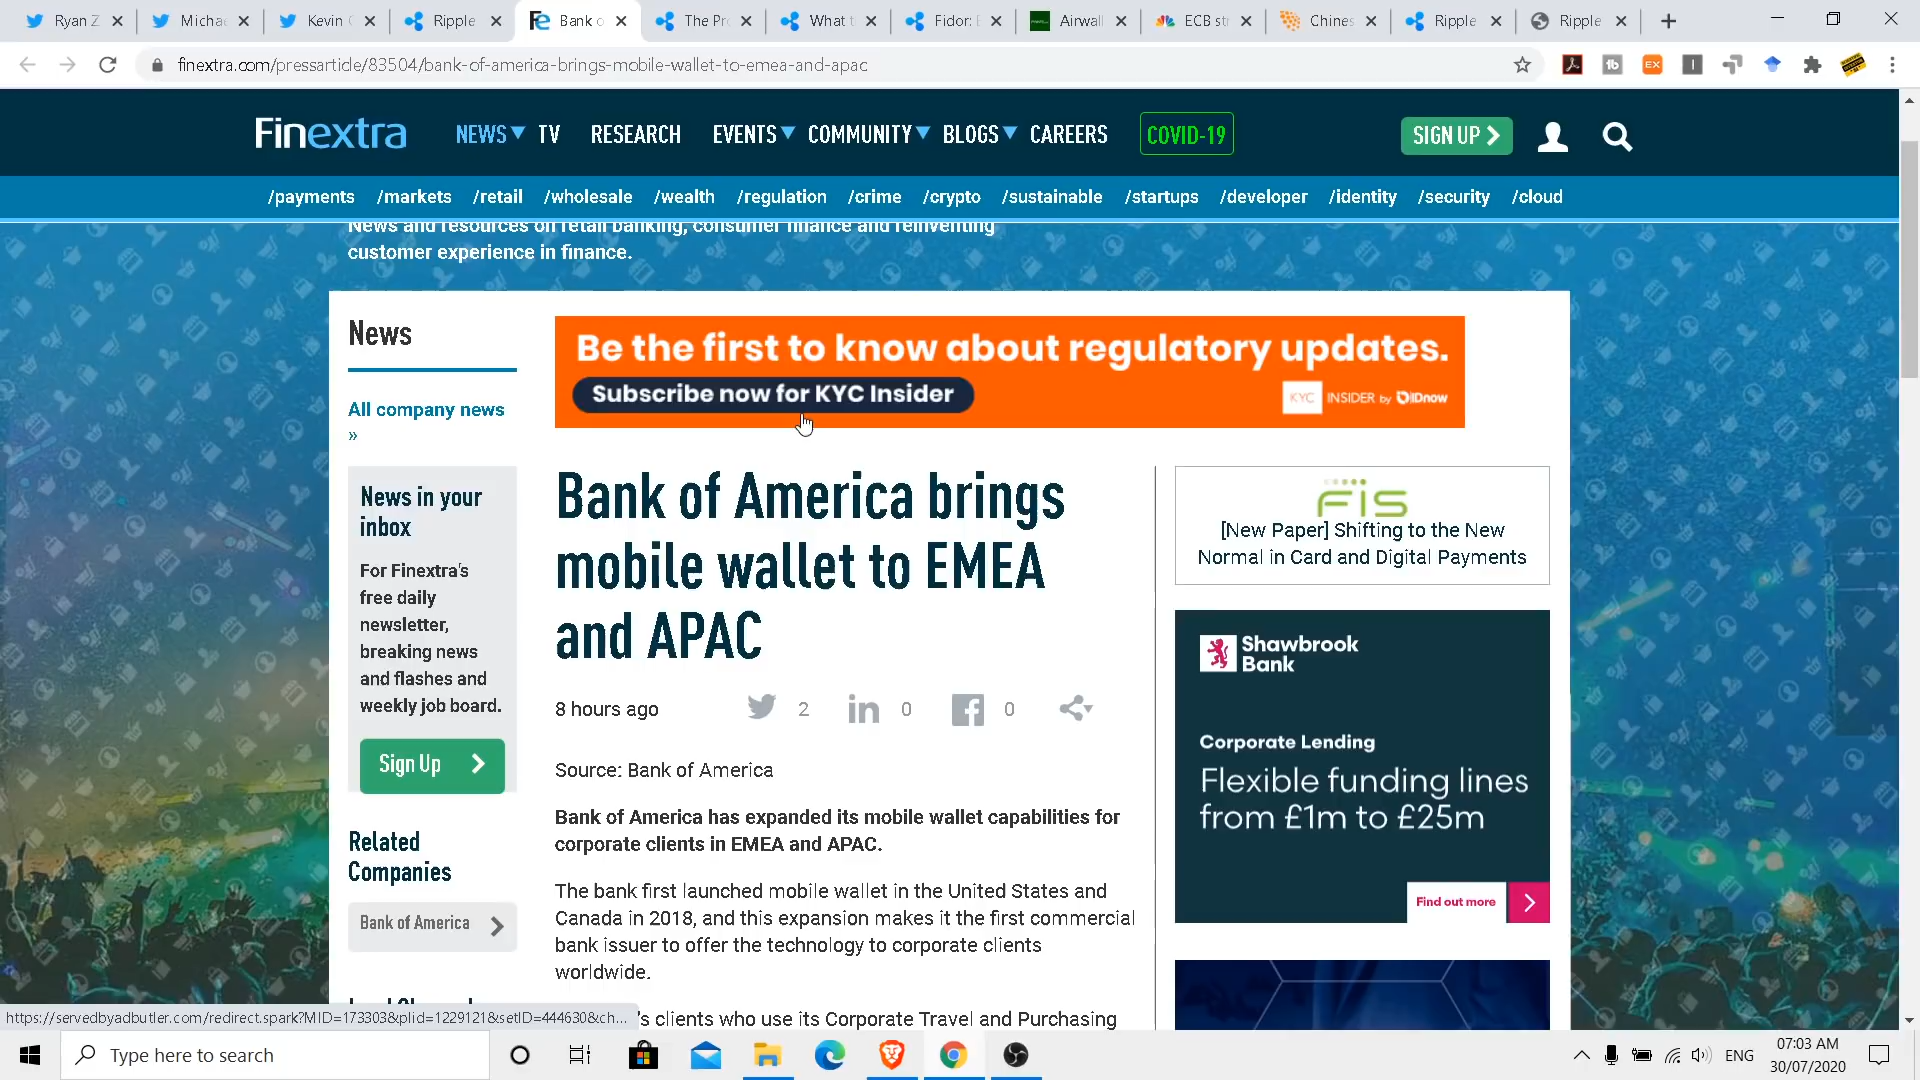 Ryan Z
Micha
Kevin
Ripple
Bank o
The Pr
What t
Fidor:
Airwal
ECB st
Chines
Ripple
Ripple
finextra.com/pressarticle/83504/bank-of-america-brings-mobile-wallet-to-emea-and-apac
Finextra
NEWS TV RESEARCH EVENTS COMMUNITY BLOGS CAREERS COVID-19 SIGN UP
/payments /markets /retail /wholesale /wealth /regulation /crime /crypto /sustainable /startups /developer /identity /security /cloud
News and resources on retail banking, consumer finance and reinventing
customer experience in finance.
News
All company news
»
News in your
inbox
For Finextra's
free daily
newsletter,
breaking news
and flashes and
weekly job board.
Sign Up
Related
Companies
Bank of America
Be the first to know about regulatory updates.
Subscribe now for KYC Insider
KYC INSIDER by IDnow
Bank of America brings
mobile wallet to EMEA
and APAC
8 hours ago 2 0 0
Source: Bank of America
Bank of America has expanded its mobile wallet capabilities for
corporate clients in EMEA and APAC.
The bank first launched mobile wallet in the United States and
Canada in 2018, and this expansion makes it the first commercial
bank issuer to offer the technology to corporate clients
worldwide.
's clients who use its Corporate Travel and Purchasing
FIS
[New Paper] Shifting to the New
Normal in Card and Digital Payments
Shawbrook
Bank
Corporate Lending
Flexible funding lines
from £1m to £25m
Find out more
https://servedbyadbutler.com/redirect.spark?MID=173303&plid=1229121&setID=444630&ch...
Type here to search
ENG
07:03 AM
30/07/2020